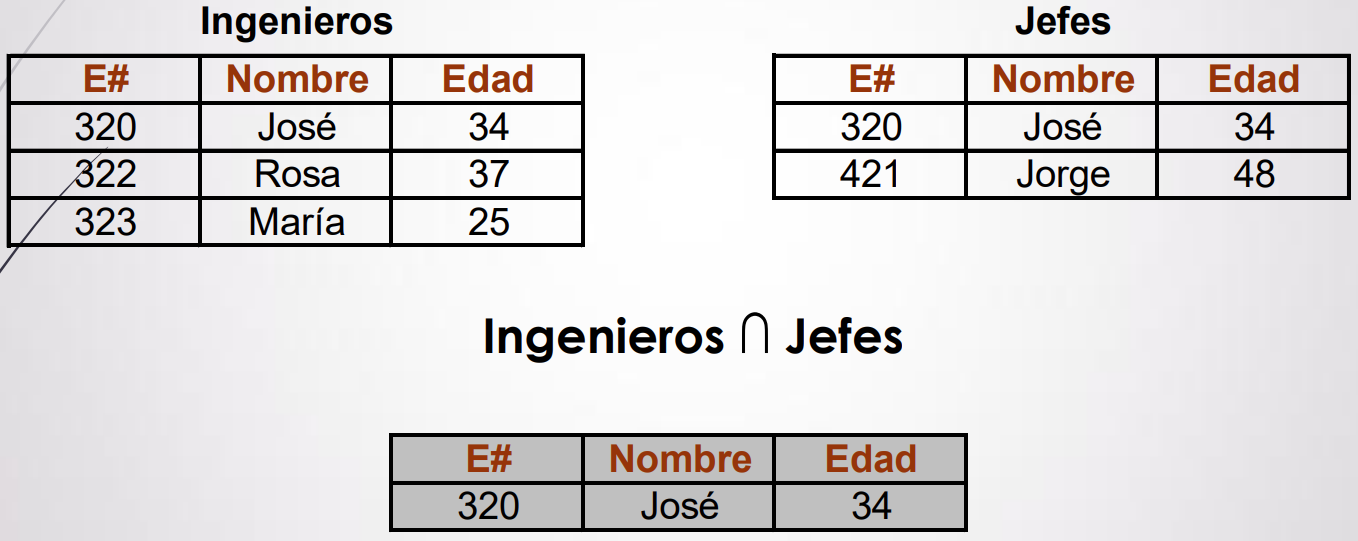 Ingenieros
E# Nombre Edad
320 José 34
322 Rosa 37
323 María 25
Jefes
E# Nombre Edad
320 José 34
421 Jorge 48
Ingenieros ∩ Jefes
E# Nombre Edad
320 José 34